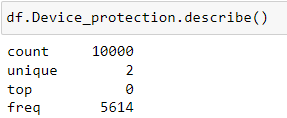 df.Device_protection.describe()
count 10000
unique 2
top 0
freq 5614